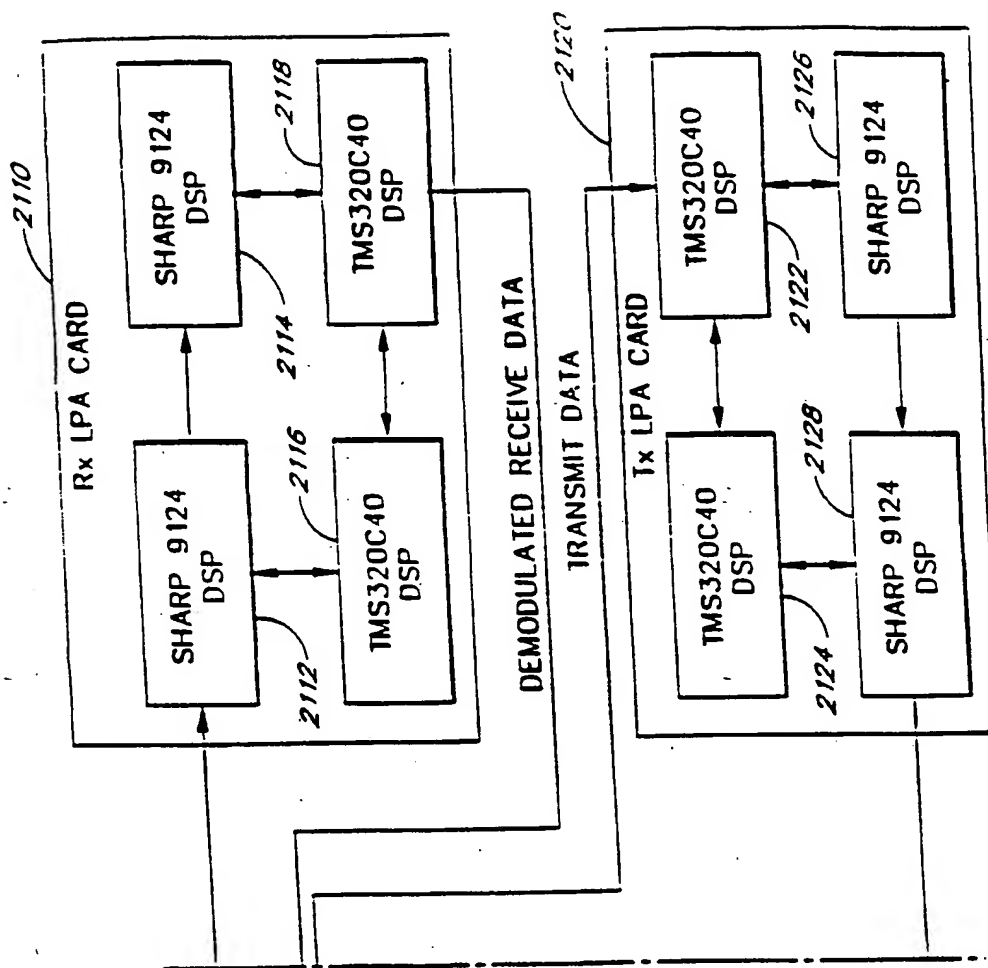 2110
Rx LPA CARD
SHARP 9124
DSP
2112
SHARP 9124
DSP
2114
TMS320C40
DSP
2116
TMS320C40
DSP
2118
DEMODULATED RECEIVE DATA
TRANSMIT DATA
2120
Tx LPA CARD
TMS320C40
DSP
2124
TMS320C40
DSP
2122
SHARP 9124
DSP
2128
SHARP 9124
DSP
2126